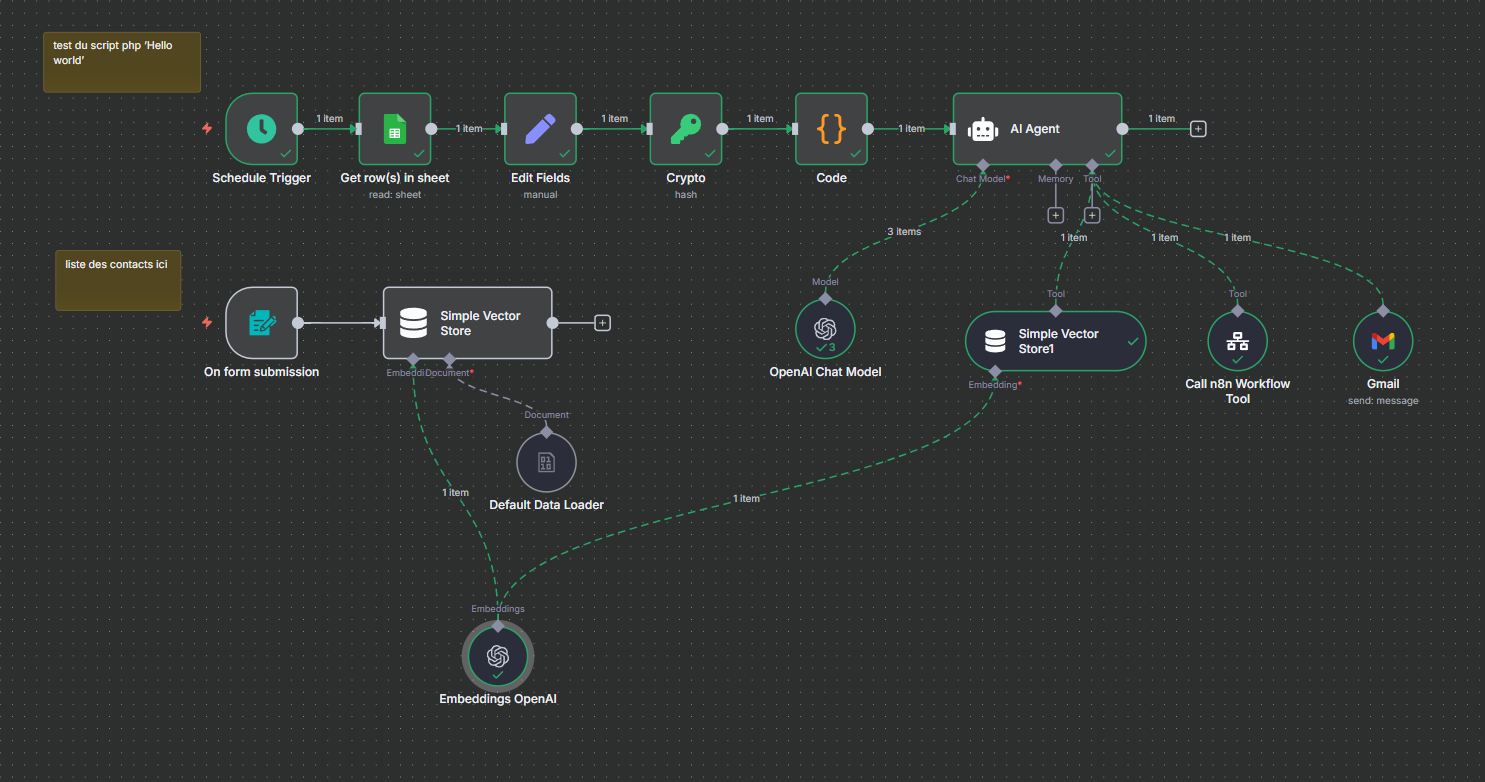 test du script php 'Hello
world'
1 item
1 item
1 item
1 item
1 item
1 item
AI Agent
Schedule Trigger
Get row(s) in sheet
read: sheet
Edit Fields
manual
Crypto
hash
Code
Chat Model*
Memory
Tool
3 items
1 item
1 item
1 item
liste des contacts ici
Model
Tool
Tool
Simple Vector
Store
On form submission
Embeddi
Document*
OpenAI Chat Model
3
Simple Vector
Store1
Embedding*
Call n8n Workflow
Tool
Gmail
send: message
Document
01
10
Default Data Loader
1 item
1 item
Embeddings
Embeddings OpenAI